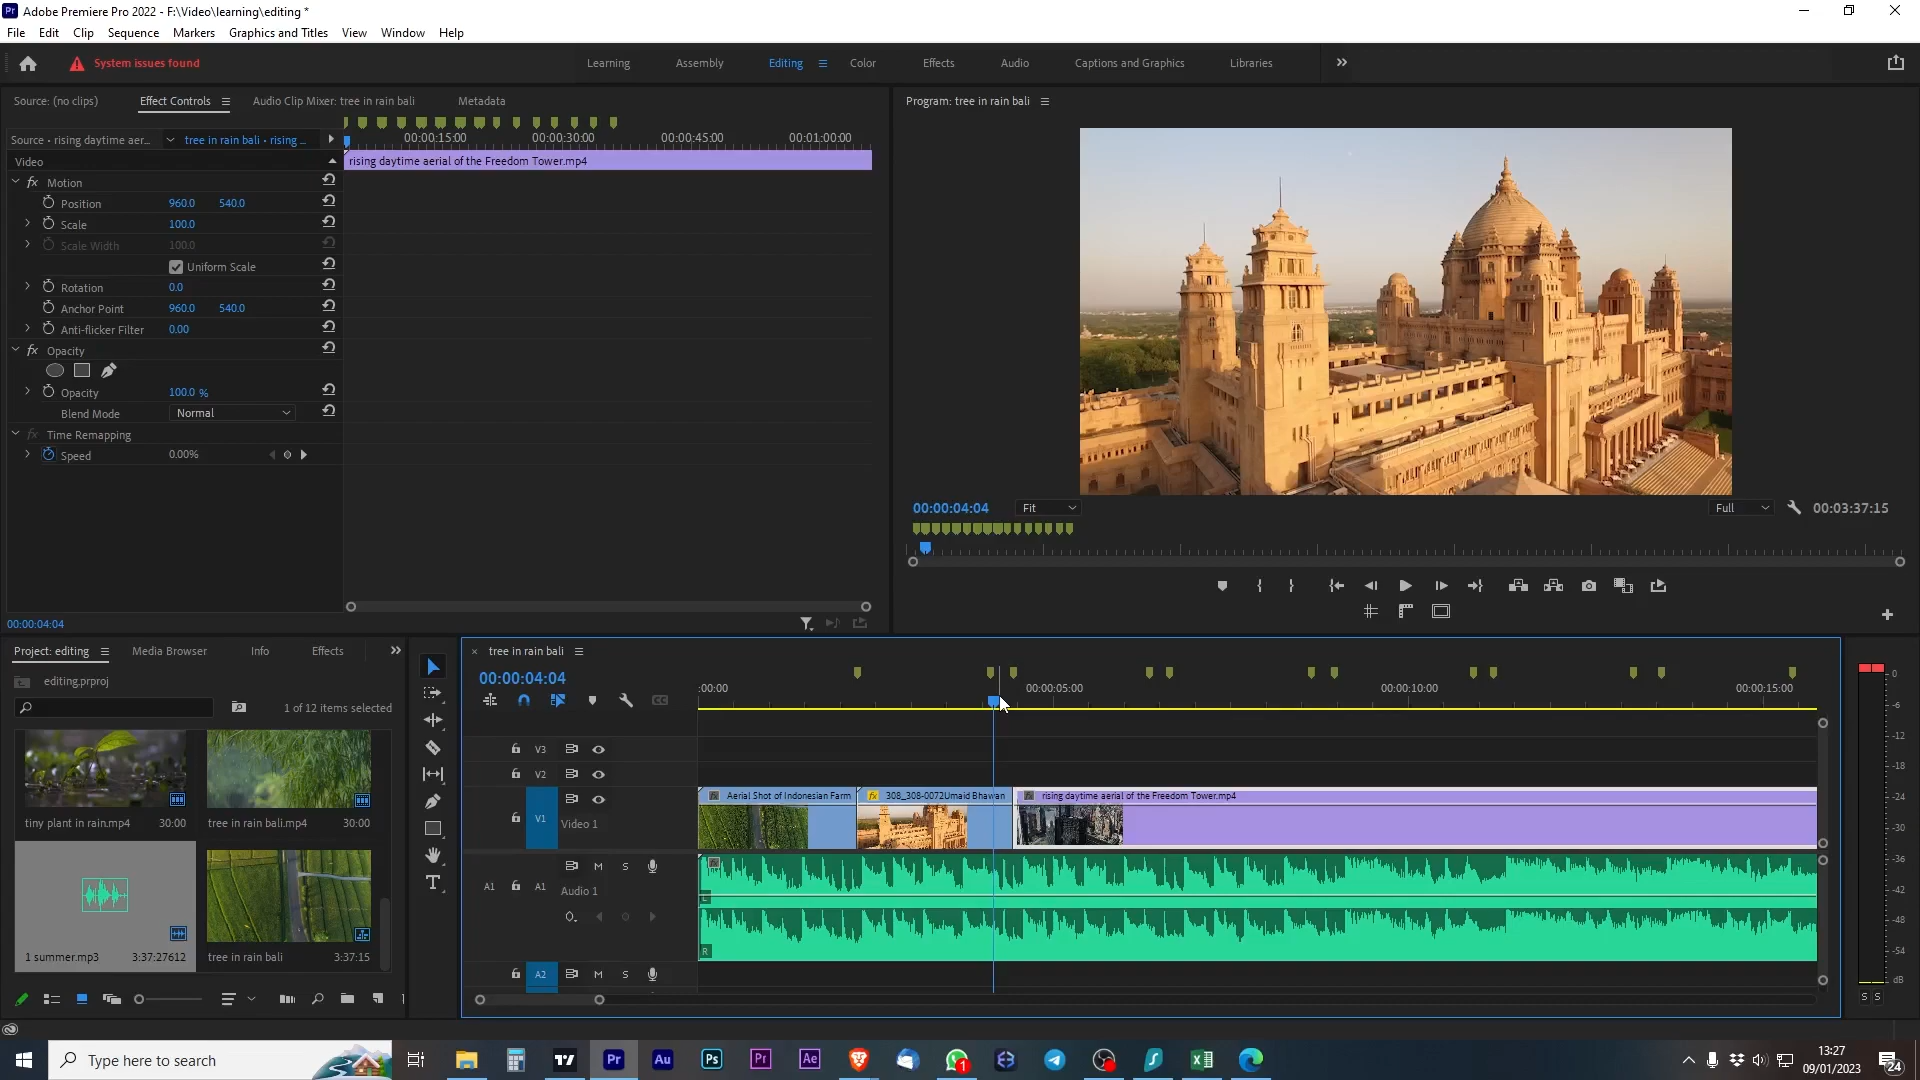 Adobe Premiere Pro 2022 - F:\Video\learning\editing *
File Edit Clip Sequence Markers Graphics and Titles View Window Help
System issues found
Learning Assembly Editing Color Effects Audio Captions and Graphics Libraries
Source: (no clips) Effect Controls Audio Clip Mixer: tree in rain bali Metadata
Source • rising daytime aer... tree in rain bali • rising ...
00:00:15:00 00:00:30:00 00:00:45:00 00:01:00:00
Video
rising daytime aerial of the Freedom Tower.mp4
fx Motion
Position 960.0 540.0
Scale 100.0
Scale Width 100.0
Uniform Scale
Rotation 0.0
Anchor Point 960.0 540.0
Anti-flicker Filter 0.00
fx Opacity
Opacity 100.0 %
Blend Mode Normal
fx Time Remapping
Speed 0.00%
00:00:04:04
Program: tree in rain bali
00:00:04:04 Fit Full 00:03:37:15
Project: editing Media Browser Info Effects
editing.prproj
1 of 12 items selected
tiny plant in rain.mp4 30:00
tree in rain bali.mp4 30:00
1 summer.mp3 3:37:27612
tree in rain bali 3:37:15
tree in rain bali
00:00:04:04
:00:00 00:00:05:00 00:00:10:00 00:00:15:00
V3
V2
V1 Video 1
Aerial Shot of Indonesian Farm
fx 308_308-0072Umaid Bhawan
rising daytime aerial of the Freedom Tower.mp4
M S
A1 A1 Audio 1
L
R
A2 M S
0
-6
-12
-18
-24
-30
-36
-42
-48
-54
dB
S S
Type here to search
Pr Au Ps Pr Ae
1
13:27
09/01/2023
24